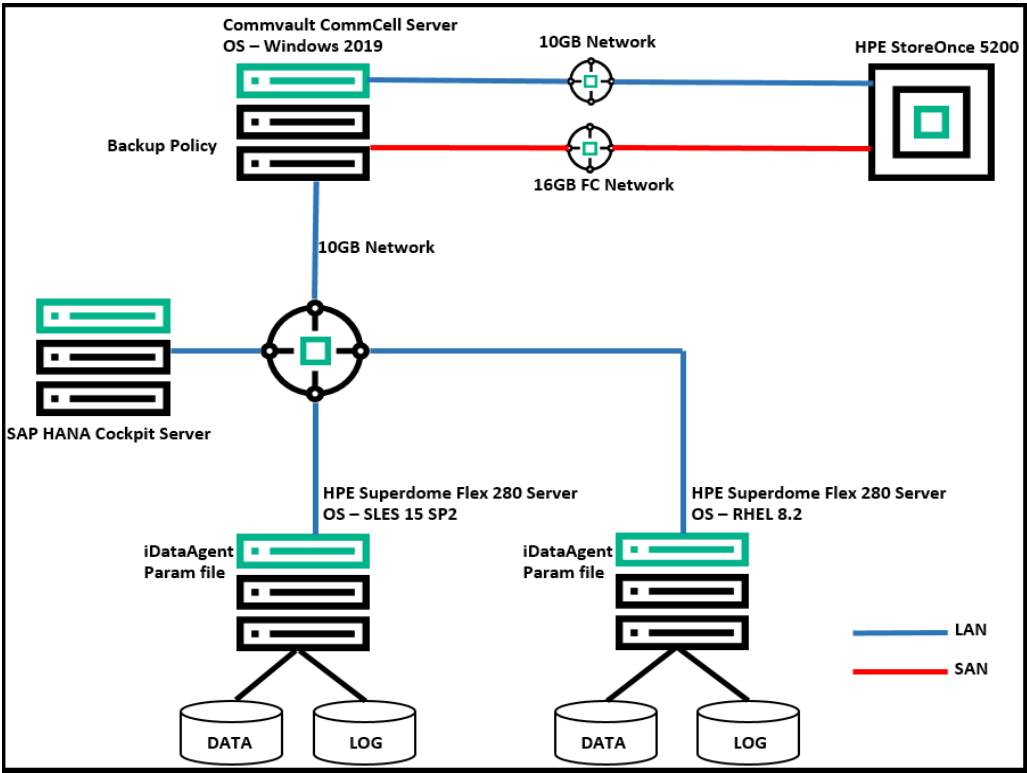 Commvault CommCell Server
OS – Windows 2019
10GB Network
HPE StoreOnce 5200
Backup Policy
16GB FC Network
10GB Network
SAP HANA Cockpit Server
HPE Superdome Flex 280 Server
OS – SLES 15 SP2
HPE Superdome Flex 280 Server
OS – RHEL 8.2
iDataAgent
Param file
iDataAgent
Param file
LAN
SAN
DATA
LOG
DATA
LOG